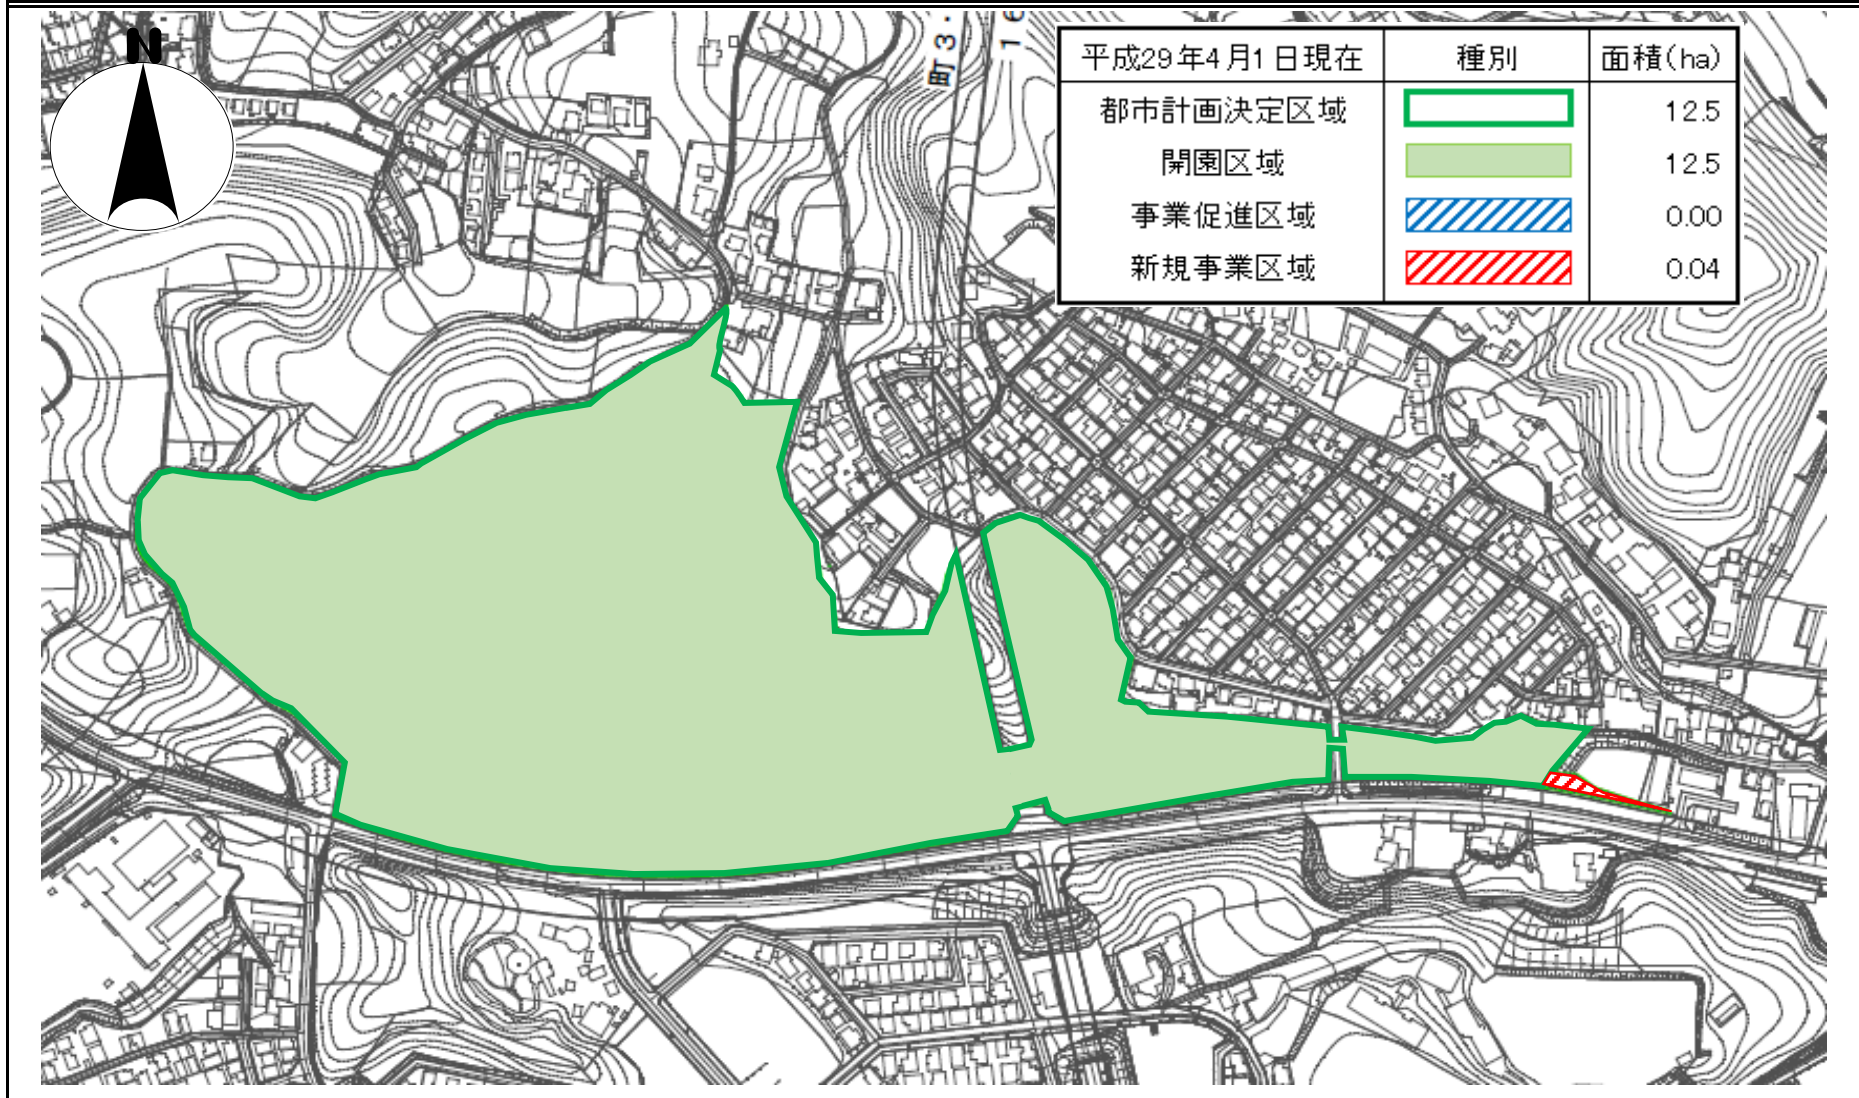 N
町3・
16
平成29年4月1日現在 種別 面積(ha)
都市計画決定区域 12.5
開園区域 12.5
事業促進区域 0.00
新規事業区域 0.04